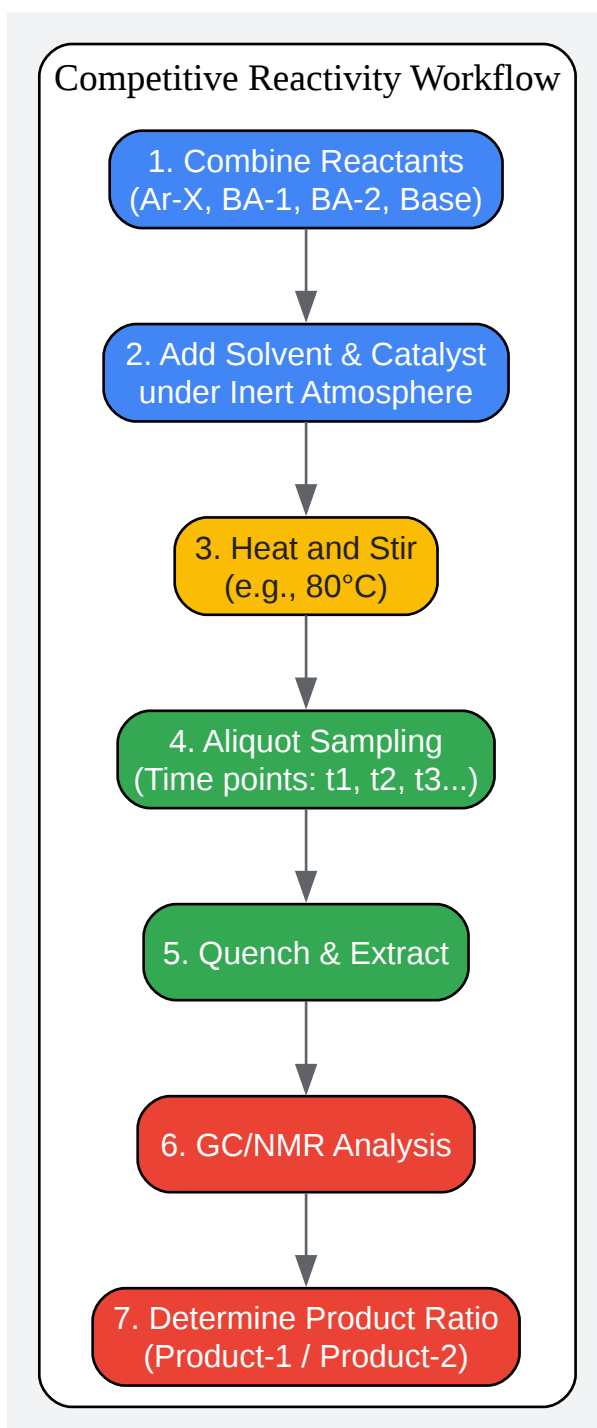 Competitive Reactivity Workflow
1. Combine Reactants
(Ar-X, BA-1, BA-2, Base)
2. Add Solvent & Catalyst
under Inert Atmosphere
3. Heat and Stir
(e.g., 80°C)
4. Aliquot Sampling
(Time points: t1, t2, t3...)
5. Quench & Extract
6. GC/NMR Analysis
7. Determine Product Ratio
(Product-1 / Product-2)